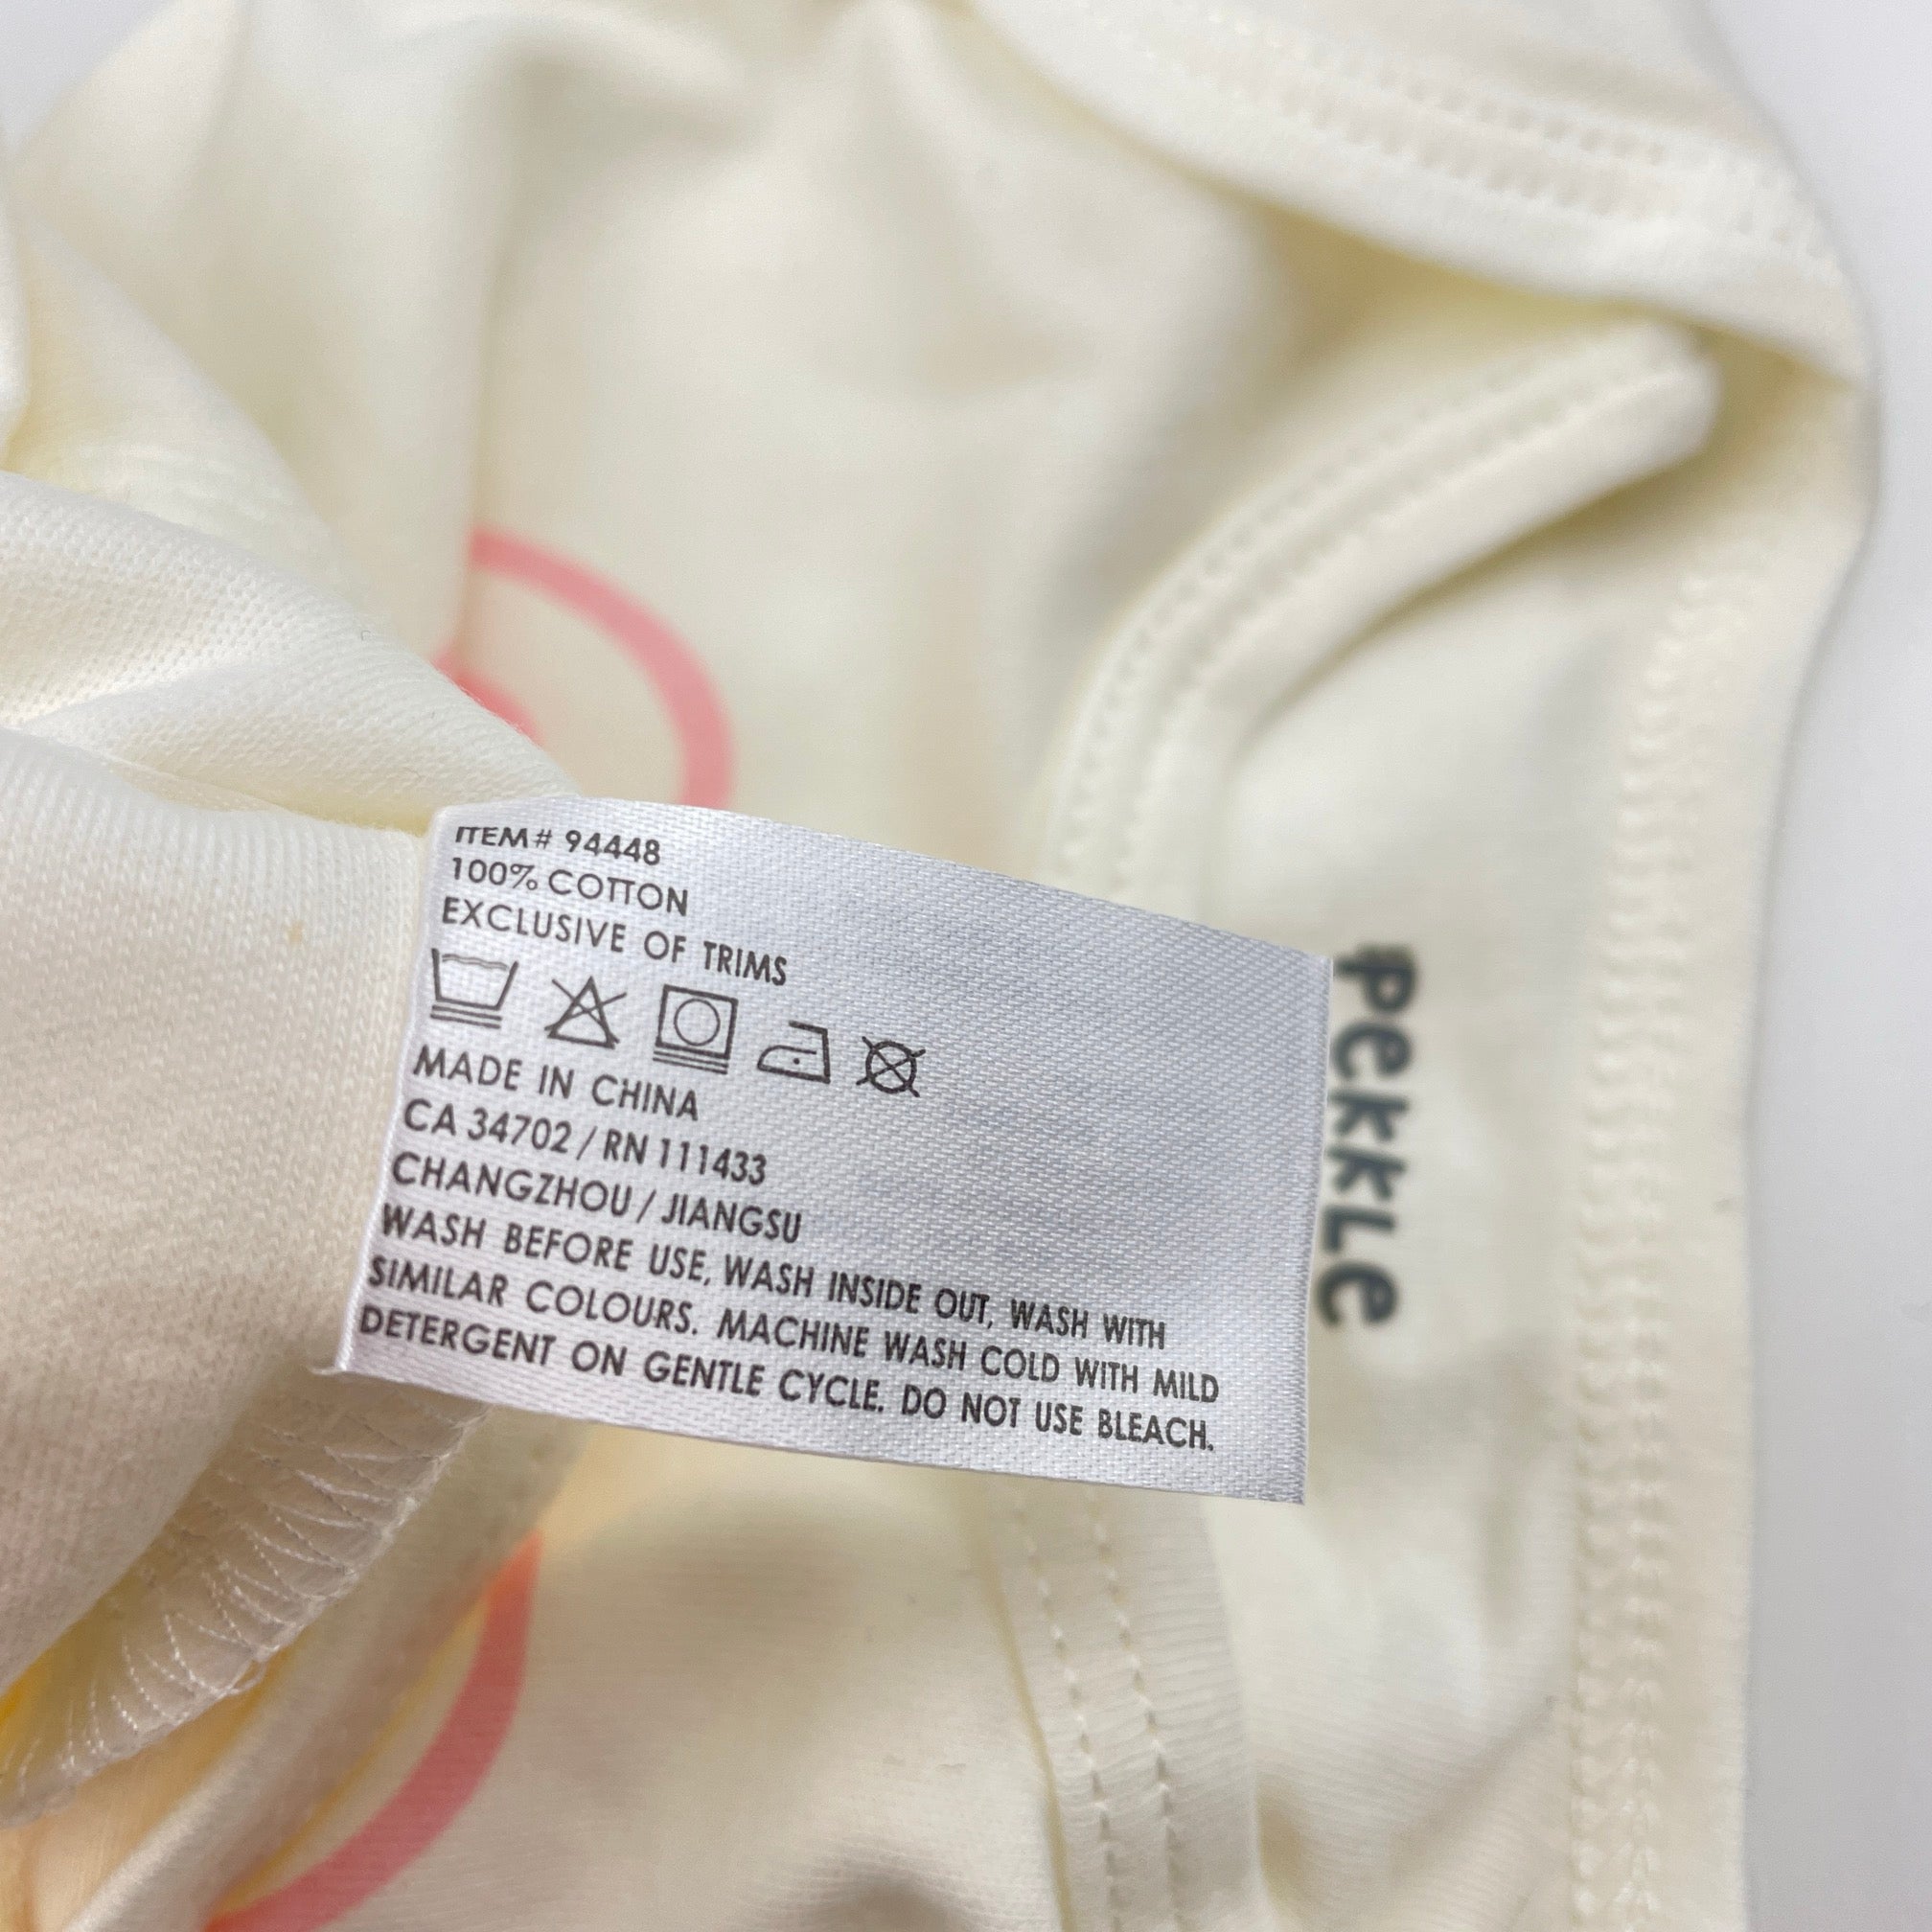 ITEM# 94448
100% COTTON
EXCLUSIVE OF TRIMS
MADE IN CHINA
CA 34702 / RN 111433
CHANGZHOU / JIANGSU
WASH BEFORE USE, WASH INSIDE OUT, WASH WITH
SIMILAR COLOURS. MACHINE WASH COLD WITH MILD
DETERGENT ON GENTLE CYCLE. DO NOT USE BLEACH.
PeKKLe